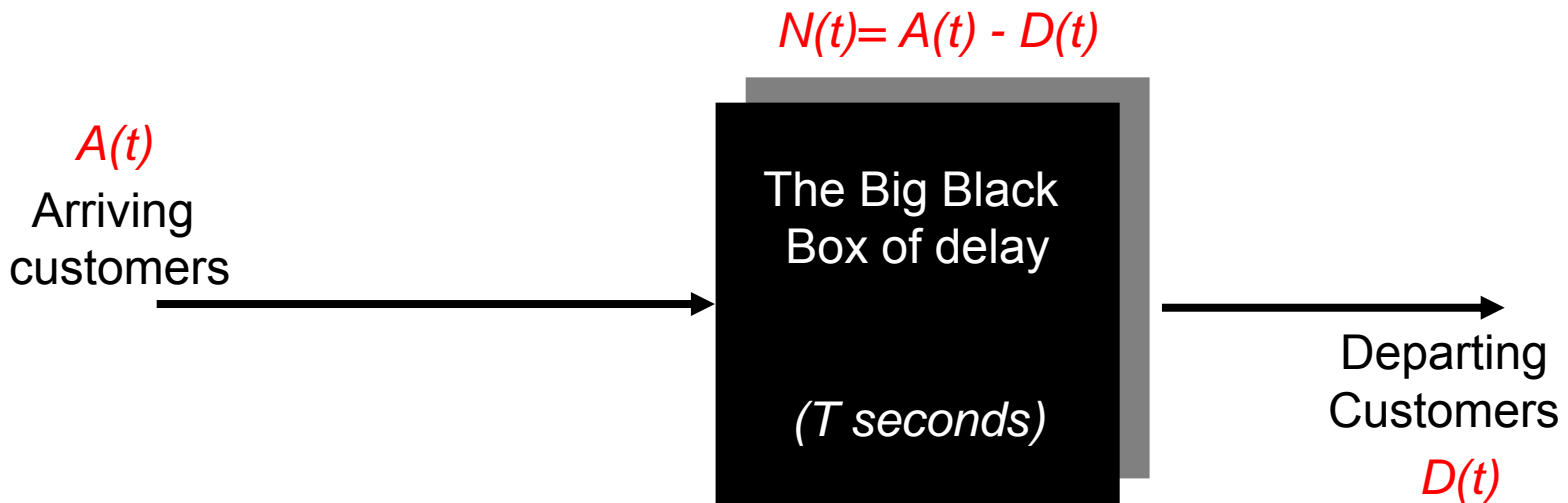 N(t)= A(t) - D(t)
A(t)
Arriving
customers
The Big Black
Box of delay
(T seconds)
Departing
Customers
D(t)